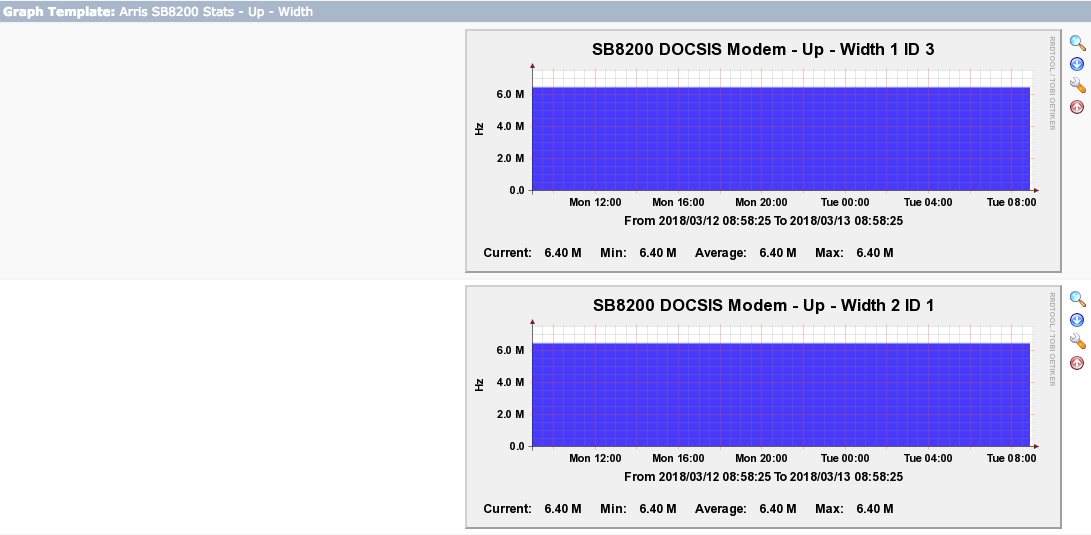 Graph Template: Arris SB8200 Stats - Up - Width
SB8200 DOCSIS Modem - Up - Width 1 ID 3
RRDTOOL / TOBI OETIKER
Hz
6.0 M
4.0 M
2.0 M
0.0
Mon 12:00 Mon 16:00 Mon 20:00 Tue 00:00 Tue 04:00 Tue 08:00
From 2018/03/12 08:58:25 To 2018/03/13 08:58:25
Current: 6.40 M Min: 6.40 M Average: 6.40 M Max: 6.40 M
SB8200 DOCSIS Modem - Up - Width 2 ID 1
RRDTOOL / TOBI OETIKER
Hz
6.0 M
4.0 M
2.0 M
0.0
Mon 12:00 Mon 16:00 Mon 20:00 Tue 00:00 Tue 04:00 Tue 08:00
From 2018/03/12 08:58:25 To 2018/03/13 08:58:25
Current: 6.40 M Min: 6.40 M Average: 6.40 M Max: 6.40 M